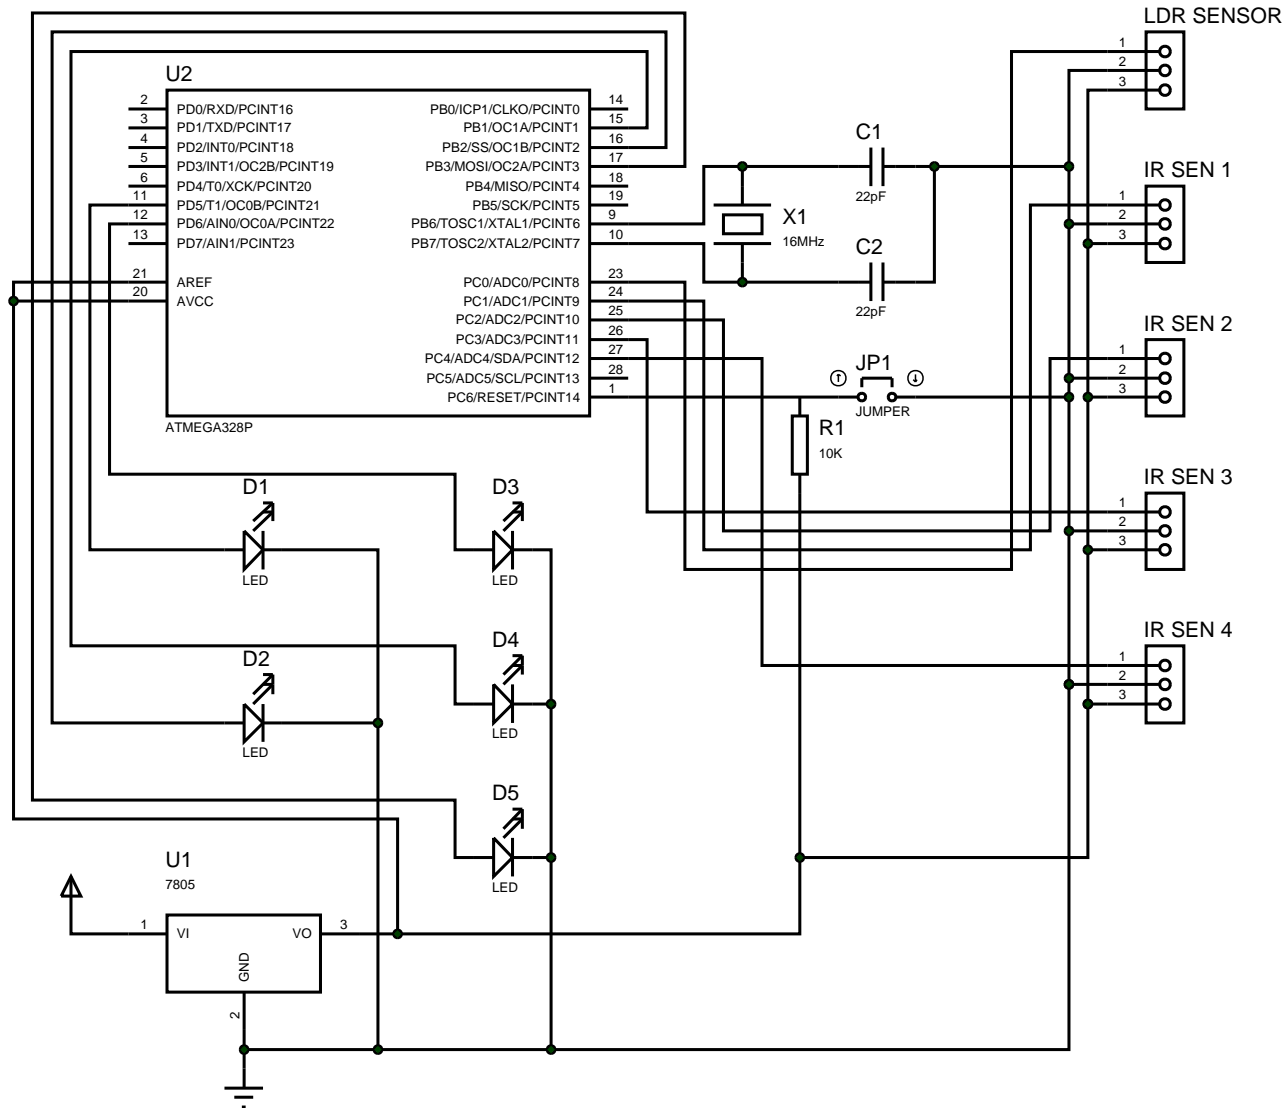 LDR SENSOR
1
2
3
U2
2 PD0/RXD/PCINT16 PB0/ICP1/CLKO/PCINT0 14
3 PD1/TXD/PCINT17 PB1/OC1A/PCINT1 15
4 PD2/INT0/PCINT18 PB2/SS/OC1B/PCINT2 16
5 PD3/INT1/OC2B/PCINT19 PB3/MOSI/OC2A/PCINT3 17
6 PD4/T0/XCK/PCINT20 PB4/MISO/PCINT4 18
11 PD5/T1/OC0B/PCINT21 PB5/SCK/PCINT5 19
12 PD6/AIN0/OC0A/PCINT22 PB6/TOSC1/XTAL1/PCINT6 9
13 PD7/AIN1/PCINT23 PB7/TOSC2/XTAL2/PCINT7 10
21 AREF PC0/ADC0/PCINT8 23
20 AVCC PC1/ADC1/PCINT9 24
PC2/ADC2/PCINT10 25
PC3/ADC3/PCINT11 26
PC4/ADC4/SDA/PCINT12 27
PC5/ADC5/SCL/PCINT13 28
PC6/RESET/PCINT14 1
ATMEGA328P
C1
22pF
X1
16MHz
C2
22pF
IR SEN 1
1
2
3
IR SEN 2
1
2
3
JP1
JUMPER
R1
10K
IR SEN 3
1
2
3
IR SEN 4
1
2
3
D1
LED
D3
LED
D2
LED
D4
LED
D5
LED
U1
7805
1 VI VO 3
GND
2